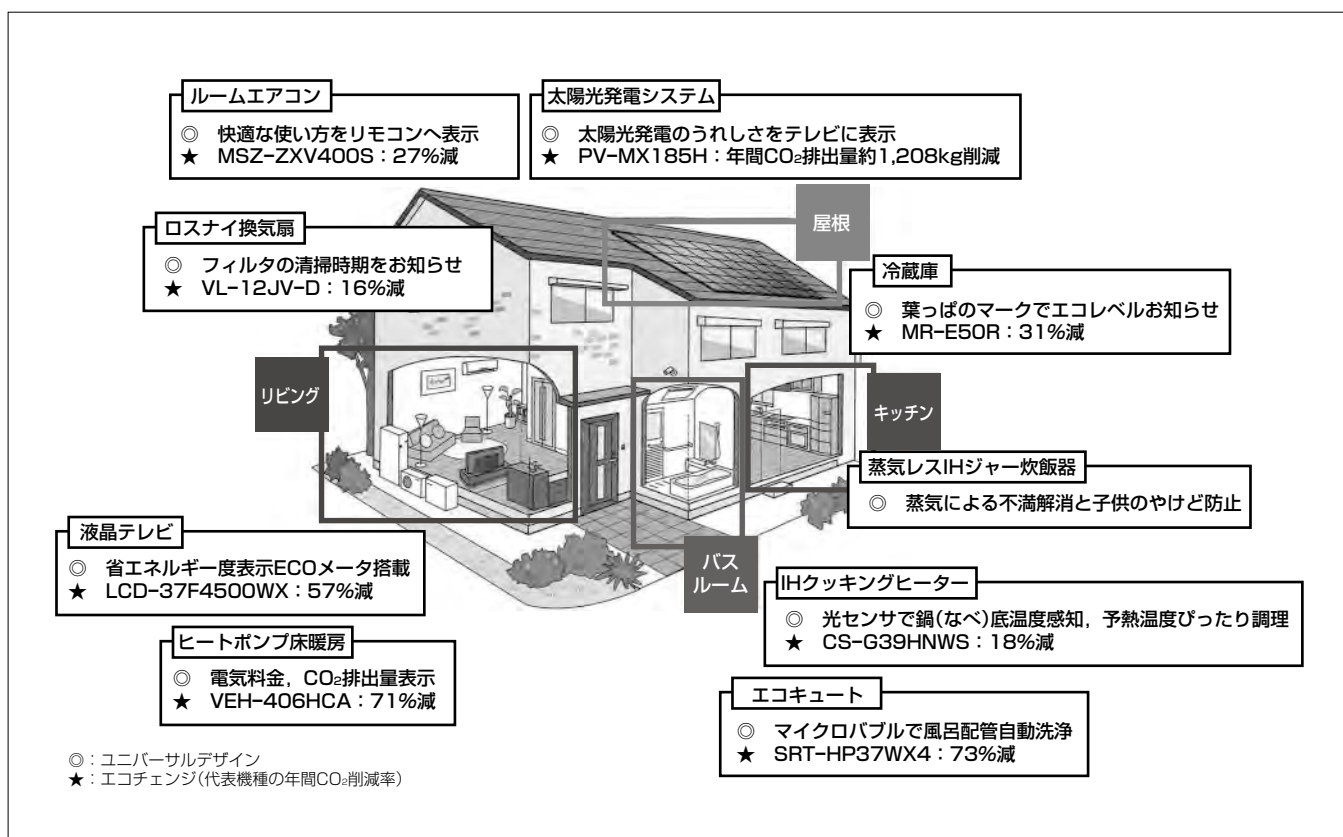 ルームエアコン
◎ 快適な使い方をリモコンへ表示
★ MSZ-ZXV400S：27%減
太陽光発電システム
◎ 太陽光発電のうれしさをテレビに表示
★ PV-MX185H：年間CO₂排出量約1,208kg削減
屋根
ロスナイ換気扇
◎ フィルタの清掃時期をお知らせ
★ VL-12JV-D：16%減
冷蔵庫
◎ 葉っぱのマークでエコレベルお知らせ
★ MR-E50R：31%減
リビング
キッチン
蒸気レスIHジャー炊飯器
◎ 蒸気による不満解消と子供のやけど防止
液晶テレビ
◎ 省エネルギー度表示ECOメータ搭載
★ LCD-37F4500WX：57%減
バス
ルーム
IHクッキングヒーター
◎ 光センサで鍋(なべ)底温度感知，予熱温度ぴったり調理
★ CS-G39HNWS：18%減
ヒートポンプ床暖房
◎ 電気料金，CO₂排出量表示
★ VEH-406HCA：71%減
エコキュート
◎ マイクロバブルで風呂配管自動洗浄
★ SRT-HP37WX4：73%減
◎：ユニバーサルデザイン
★：エコチェンジ(代表機種の年間CO₂削減率)